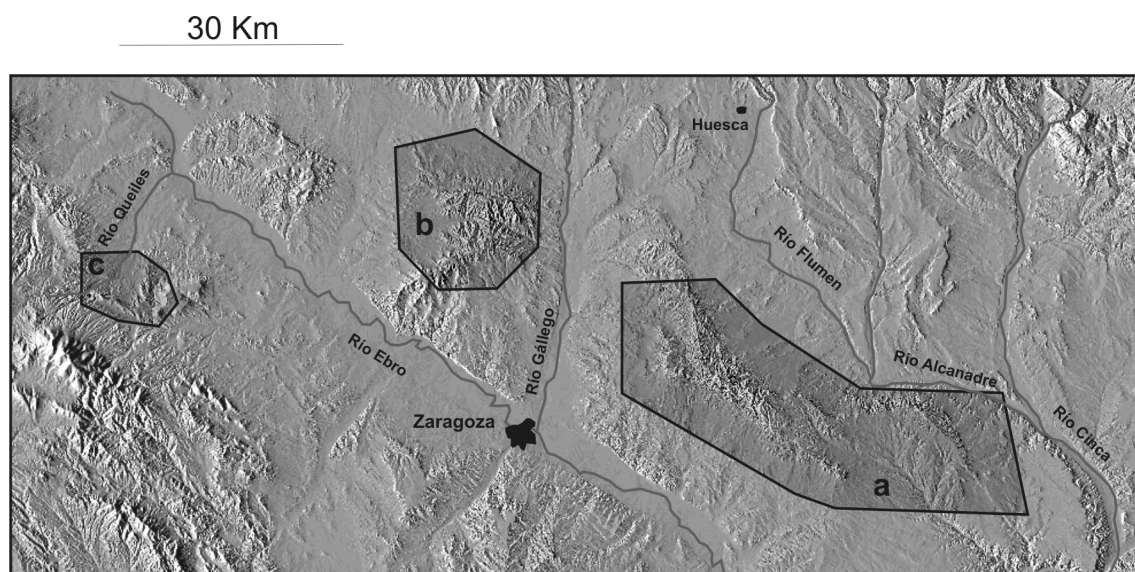 30 Km
Huesca
Río Queiles
b
c
Río Flumen
Río Ebro
Río Gállego
Río Alcanadre
Zaragoza
Río Cinca
a